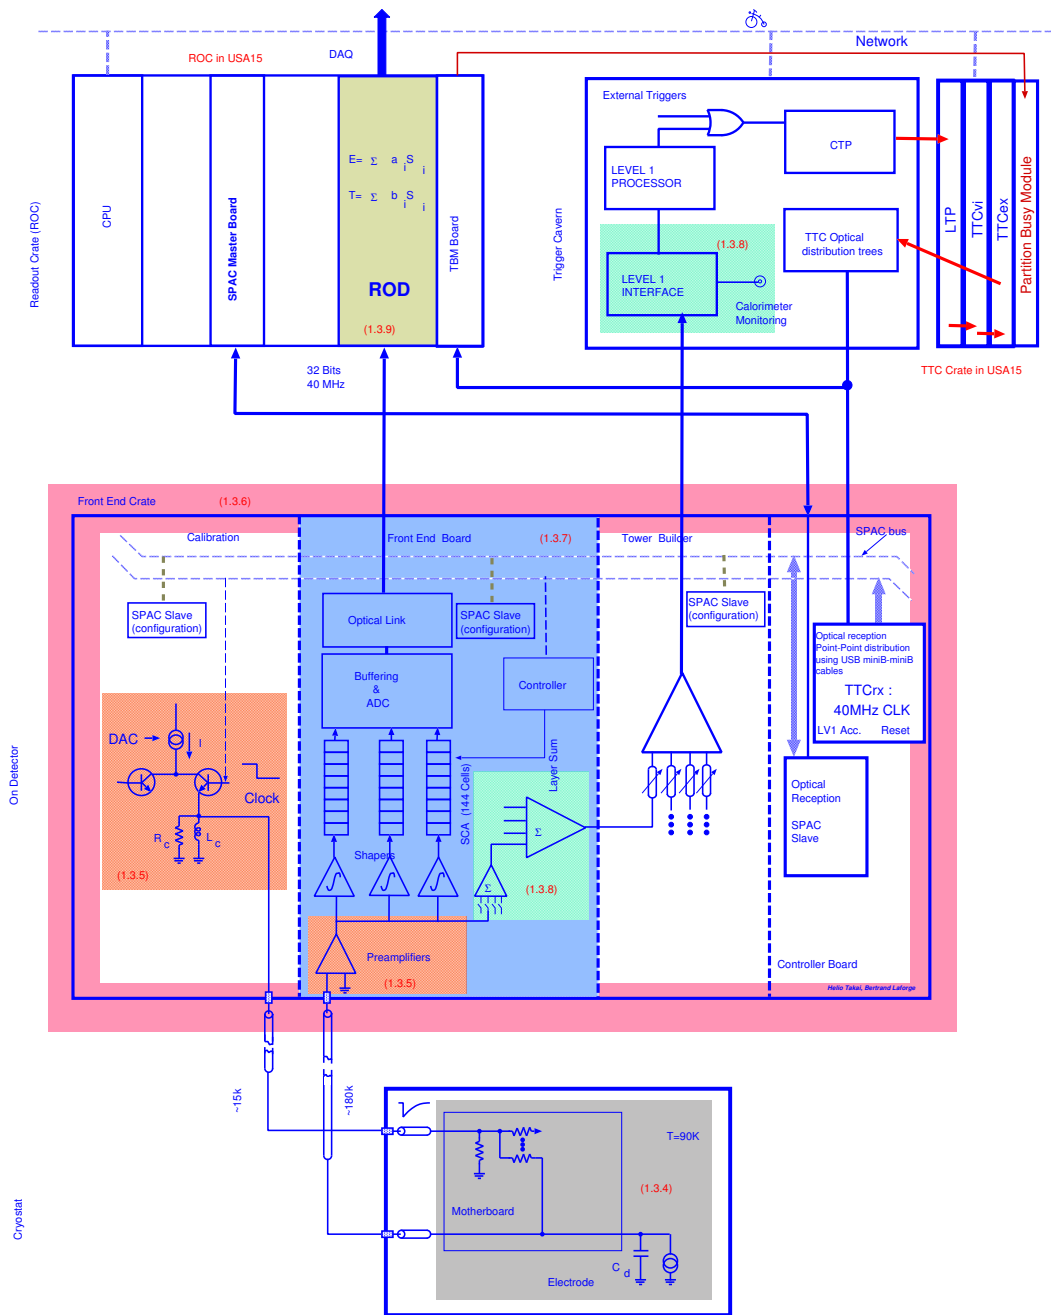 Network
ROC in USA15
DAQ
Readout Crate (ROC)
CPU
SPAC Master Board
E= Σ a i S i
T= Σ b i S i
ROD
(1.3.9)
TBM Board
32 Bits
40 MHz
Trigger Cavern
External Triggers
LEVEL 1
PROCESSOR
CTP
(1.3.8)
LEVEL 1
INTERFACE
TTC Optical
distribution trees
Calorimeter
Monitoring
LTP
TTCvi
TTCex
Partition Busy Module
TTC Crate in USA15
On Detector
Front End Crate
(1.3.6)
Calibration
Front End Board
(1.3.7)
Tower Builder
SPAC bus
SPAC Slave
(configuration)
Optical Link
SPAC Slave
(configuration)
SPAC Slave
(configuration)
Optical reception
Point-Point distribution
using USB miniB-miniB
cables
TTCrx :
40MHz CLK
LV1 Acc.
Reset
Buffering
&
ADC
Controller
DAC
I
Clock
R c
L c
(1.3.5)
SCA (144 Cells)
Layer Sum
Σ
Shapers
Σ
(1.3.8)
Optical
Reception
SPAC
Slave
Preamplifiers
(1.3.5)
Controller Board
Helio Takai, Bertrand Laforge
~15k
~180k
Cryostat
T=90K
(1.3.4)
Motherboard
C d
Electrode